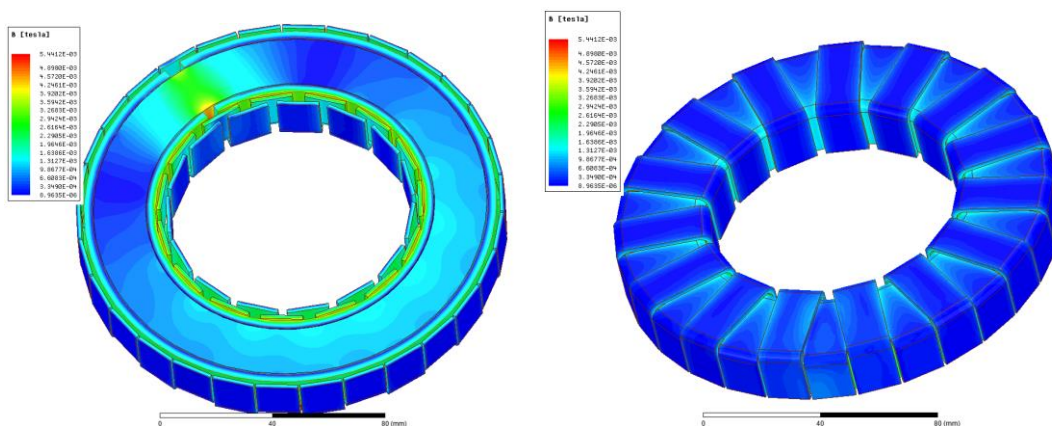 B [tesla]
5.4412E-03
4.8980E-03
4.5720E-03
4.2461E-03
3.9202E-03
3.5942E-03
3.2683E-03
2.9424E-03
2.6164E-03
2.2905E-03
1.9646E-03
1.6386E-03
1.3127E-03
9.8677E-04
6.6083E-04
3.3490E-04
8.9635E-06
0
40
80 (mm)
B [tesla]
5.4412E-03
4.8980E-03
4.5720E-03
4.2461E-03
3.9202E-03
3.5942E-03
3.2683E-03
2.9424E-03
2.6164E-03
2.2905E-03
1.9646E-03
1.6386E-03
1.3127E-03
9.8677E-04
6.6083E-04
3.3490E-04
8.9635E-06
0
40
80 (mm)